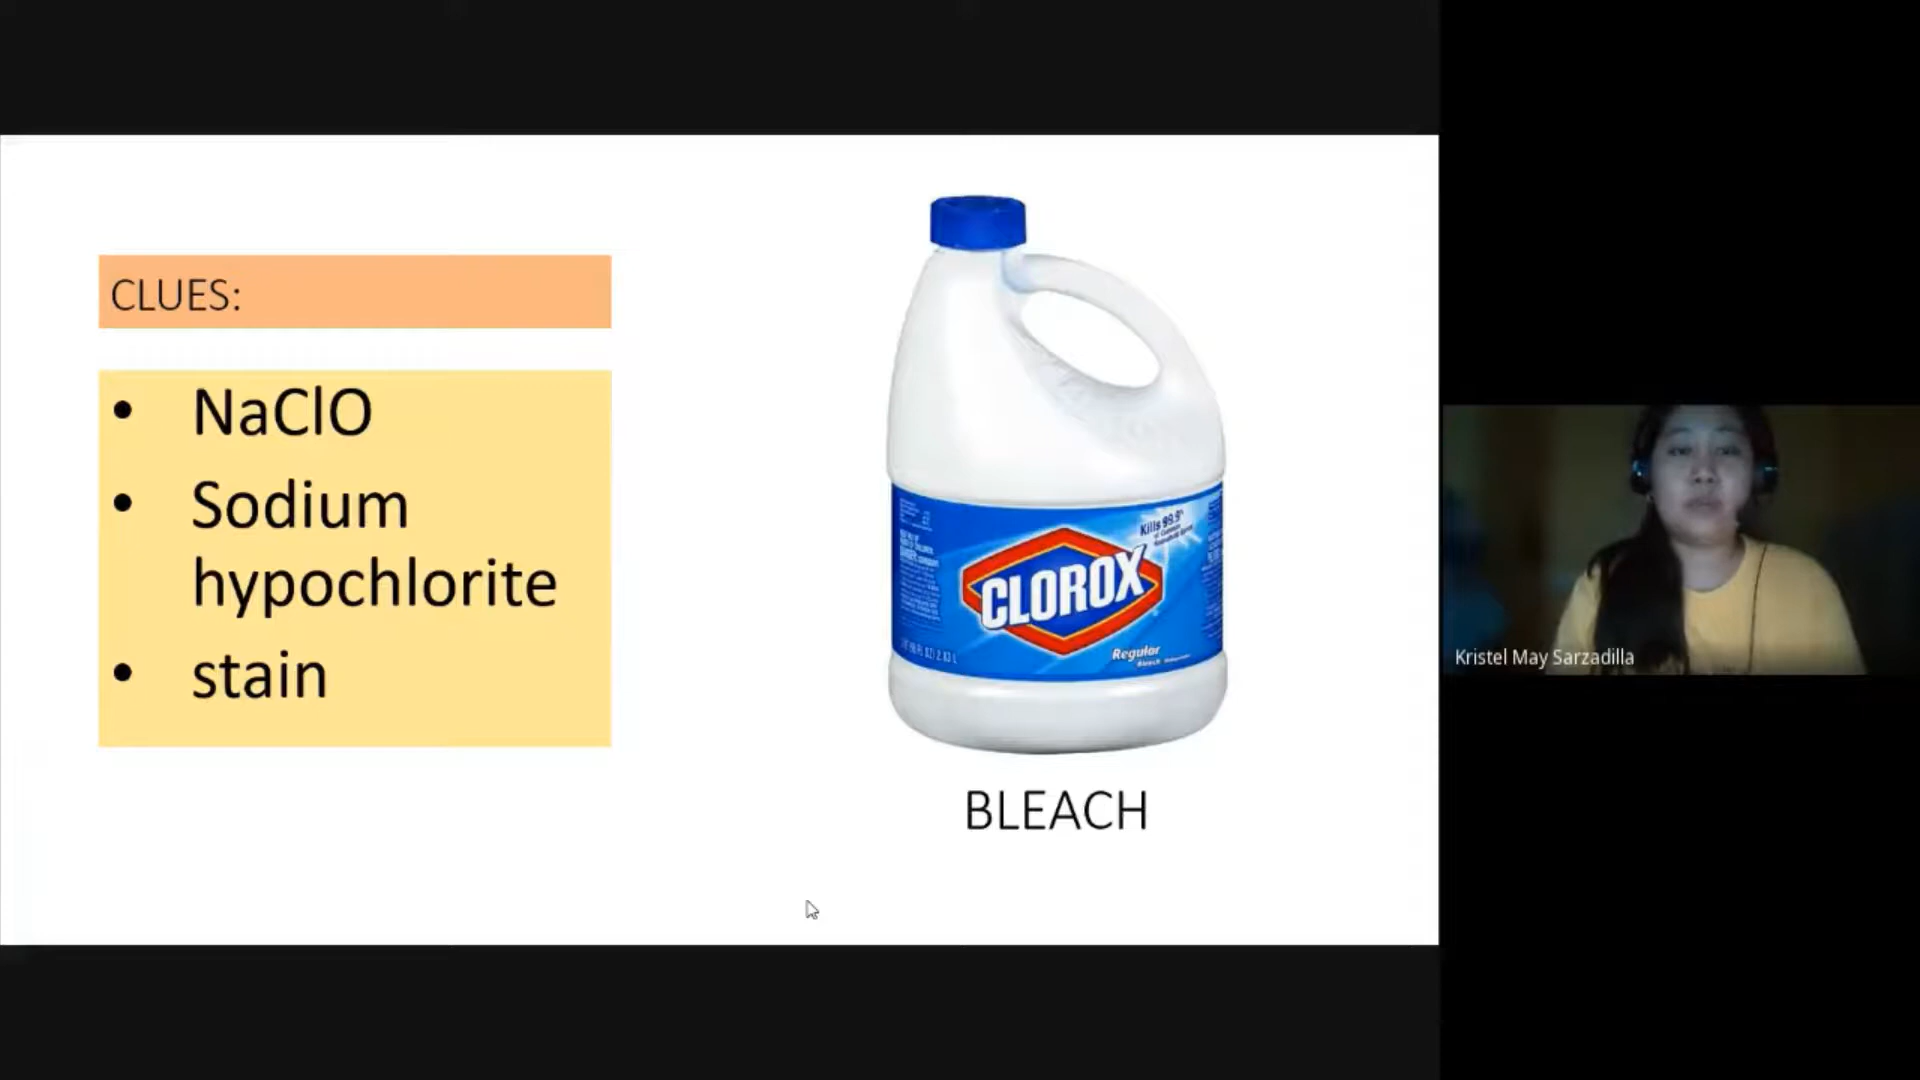 CLUES:
• NaClO
• Sodium
hypochlorite
• stain
Kills 99.9%
CLOROX
Regular
Bleach
BLEACH
Kristel May Sarzadilla